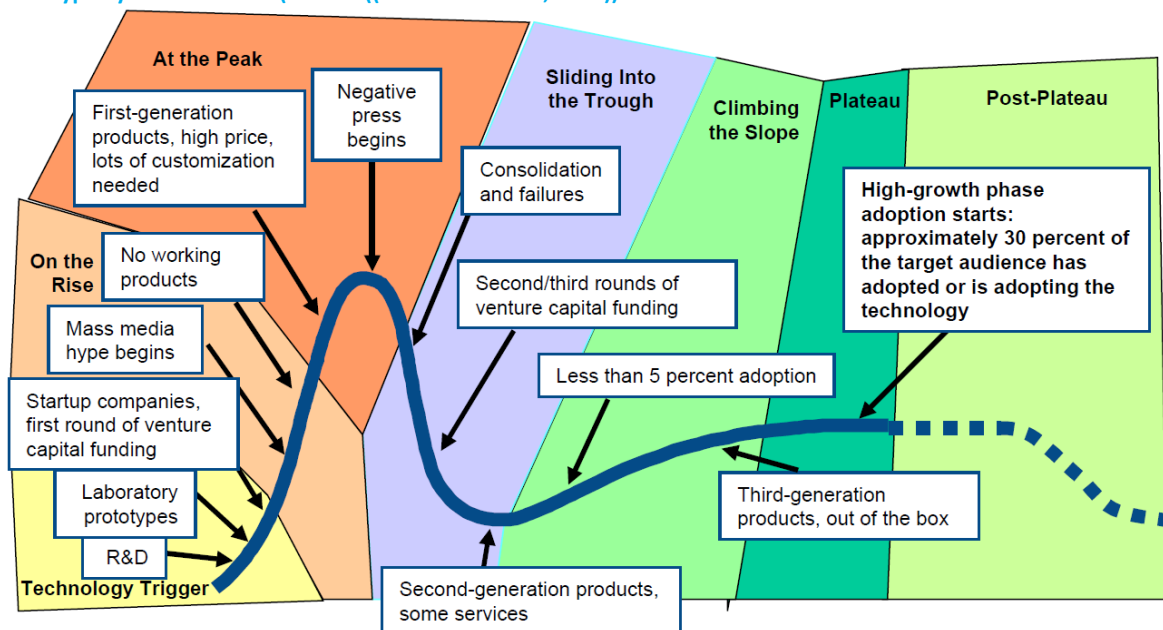 At the Peak
First-generation
products, high price,
lots of customization
needed
Negative
press
begins
Sliding Into
the Trough
Climbing
the Slope
Plateau
Post-Plateau
Consolidation
and failures
High-growth phase
adoption starts:
approximately 30 percent of
the target audience has
adopted or is adopting the
technology
On the
Rise
No working
products
Second/third rounds of
venture capital funding
Mass media
hype begins
Less than 5 percent adoption
Startup companies,
first round of venture
capital funding
Laboratory
prototypes
Third-generation
products, out of the box
R&D
Technology Trigger
Second-generation products,
some services